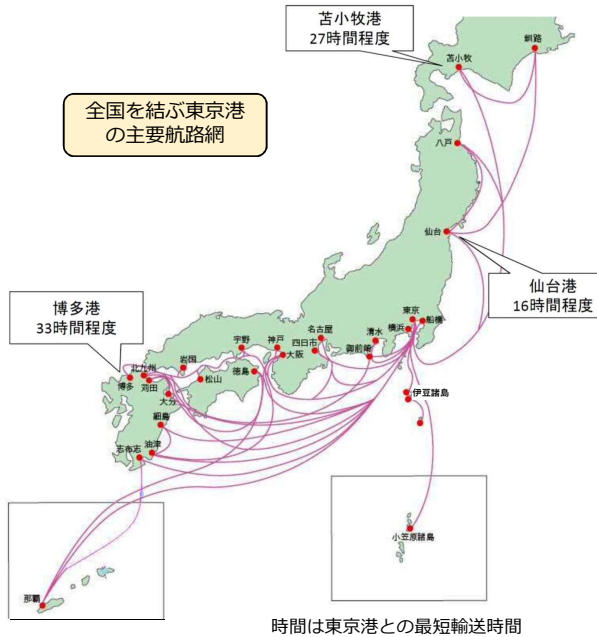 苫小牧港
27時間程度
釧路
苫小牧
全国を結ぶ東京港
の主要航路網
八戸
仙台
仙台港
16時間程度
博多港
33時間程度
東京
船橋
横浜
名古屋
清水
四日市
御前崎
宇野
神戸
大阪
岩国
徳島
北九州
松山
博多
苅田
大分
細島
伊豆諸島
志布志
油津
小笠原諸島
那覇
時間は東京港との最短輸送時間